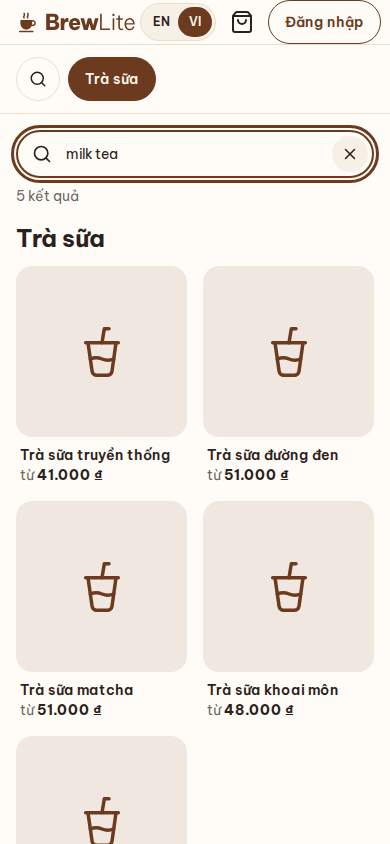 BrewLite EN VI Đăng nhập
Trà sữa
milk tea
5 kết quả
Trà sữa
Trà sữa truyền thống
từ 41.000 ₫
Trà sữa đường đen
từ 51.000 ₫
Trà sữa matcha
từ 51.000 ₫
Trà sữa khoai môn
từ 48.000 ₫